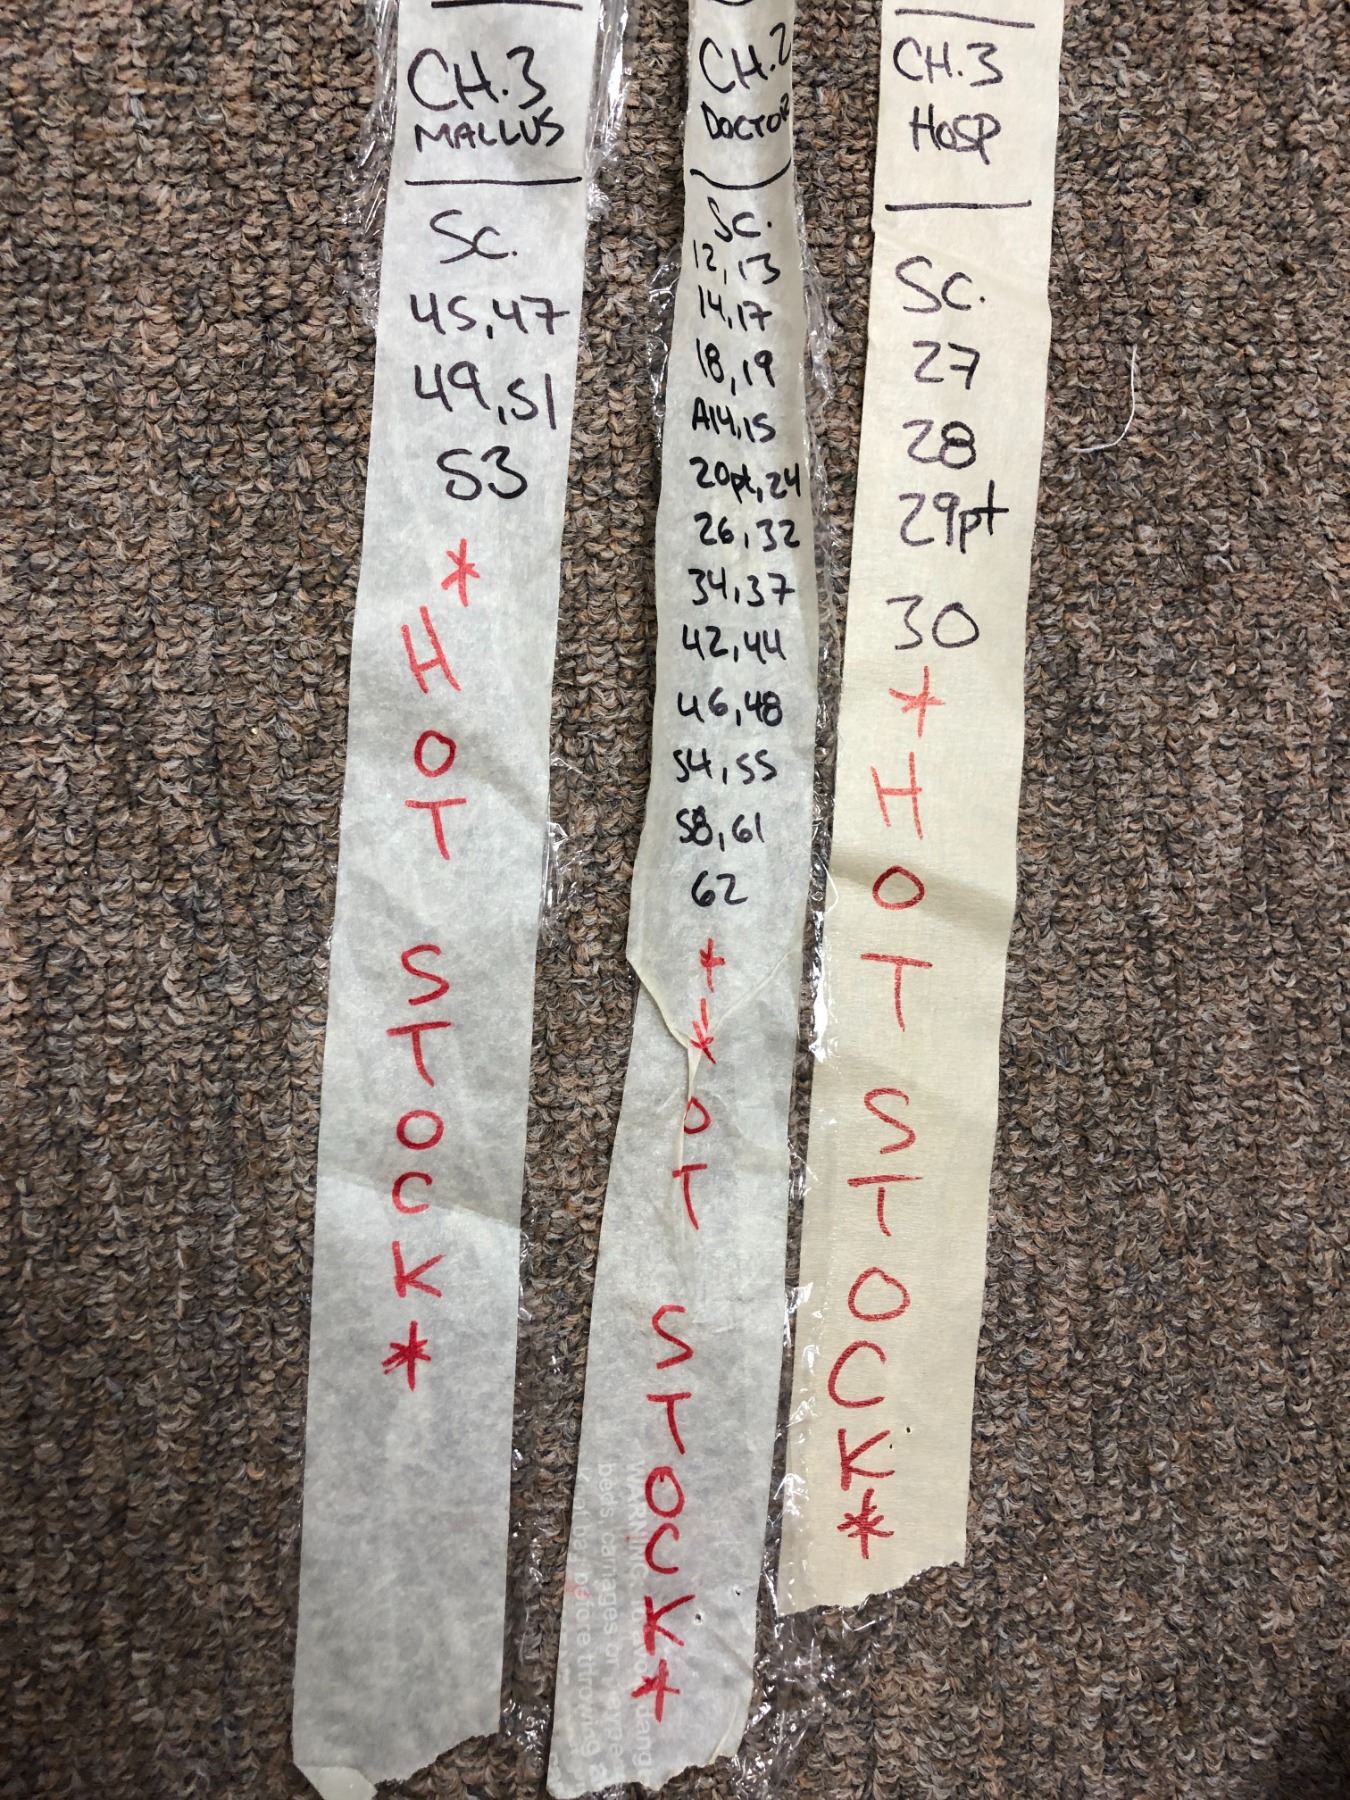 CH.3
MALLUS
SC.
45,47
49,51
53
*
H
O
T
S
T
O
C
K
*
CH.2
DOCTOR
SC.
12,13
14,17
18,19
A14,15
20pt,24
26,32
34,37
42,44
46,48
54,55
58,61
62
*
*
O
T
S
T
O
C
K
*
WARNING:
CH.3
HOSP
SC.
27
28
29pt
30
*
H
O
T
S
T
O
C
K
*